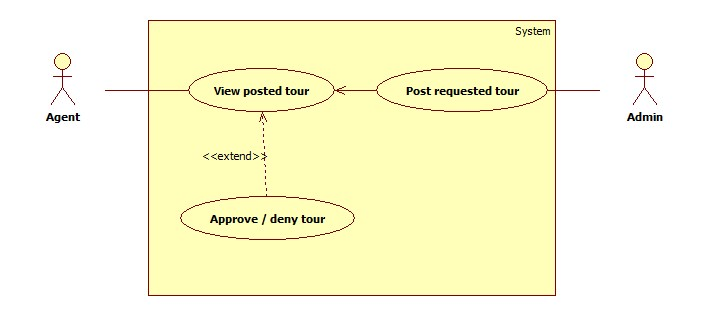 System
View posted tour
Post requested tour
Agent
Admin
<<extend>>
Approve / deny tour